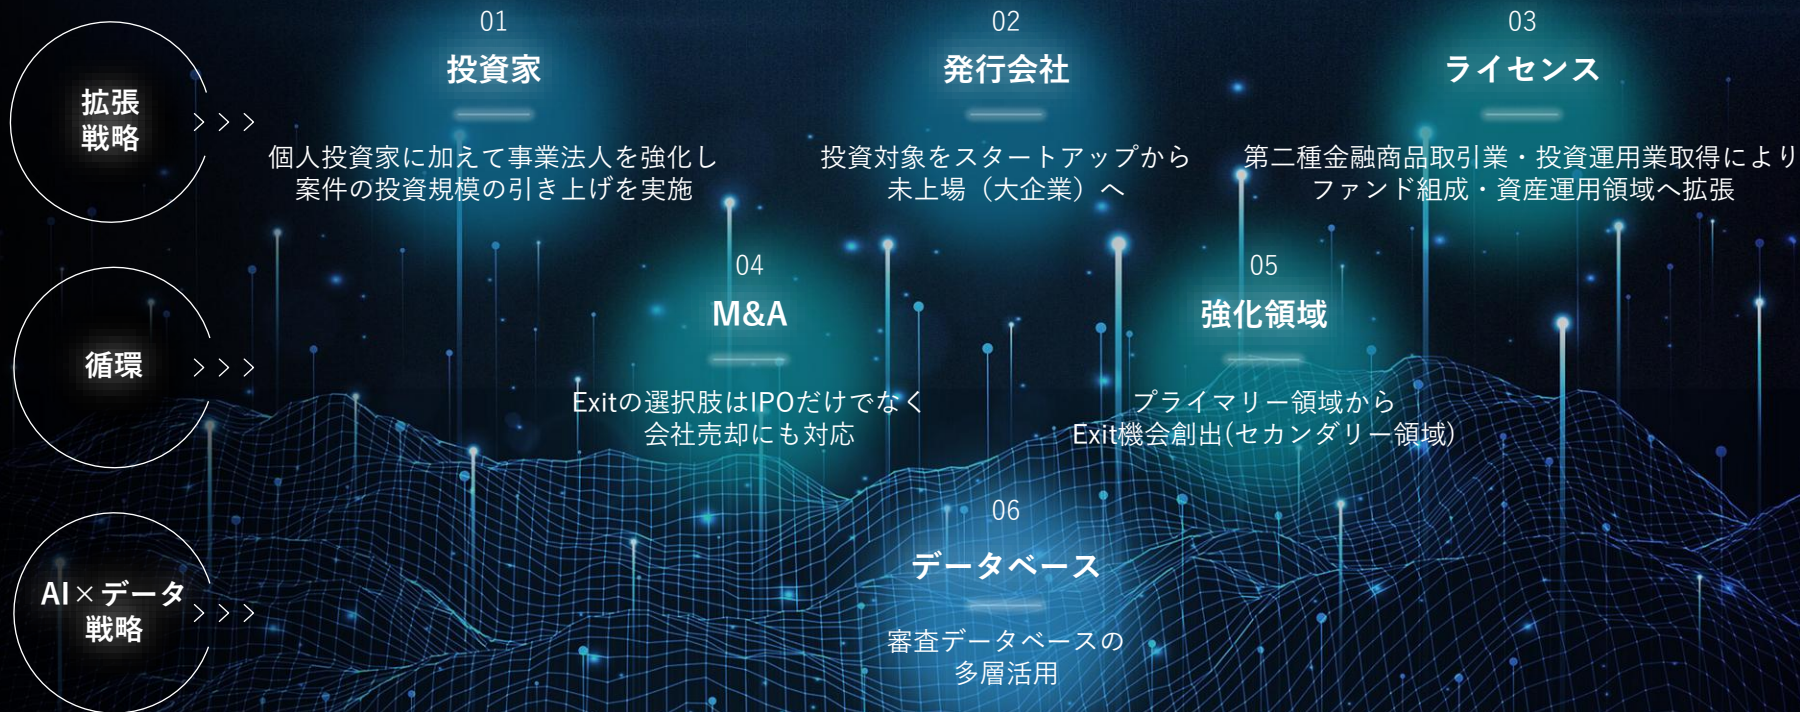 拡張
戦略
01
投資家
個人投資家に加えて事業法人を強化し
案件の投資規模の引き上げを実施
02
発行会社
投資対象をスタートアップから
未上場（大企業）へ
03
ライセンス
第二種金融商品取引業・投資運用業取得により
ファンド組成・資産運用領域へ拡張
循環
04
M&A
Exitの選択肢はIPOだけでなく
会社売却にも対応
05
強化領域
プライマリー領域から
Exit機会創出(セカンダリー領域)
AI×データ
戦略
06
データベース
審査データベースの
多層活用